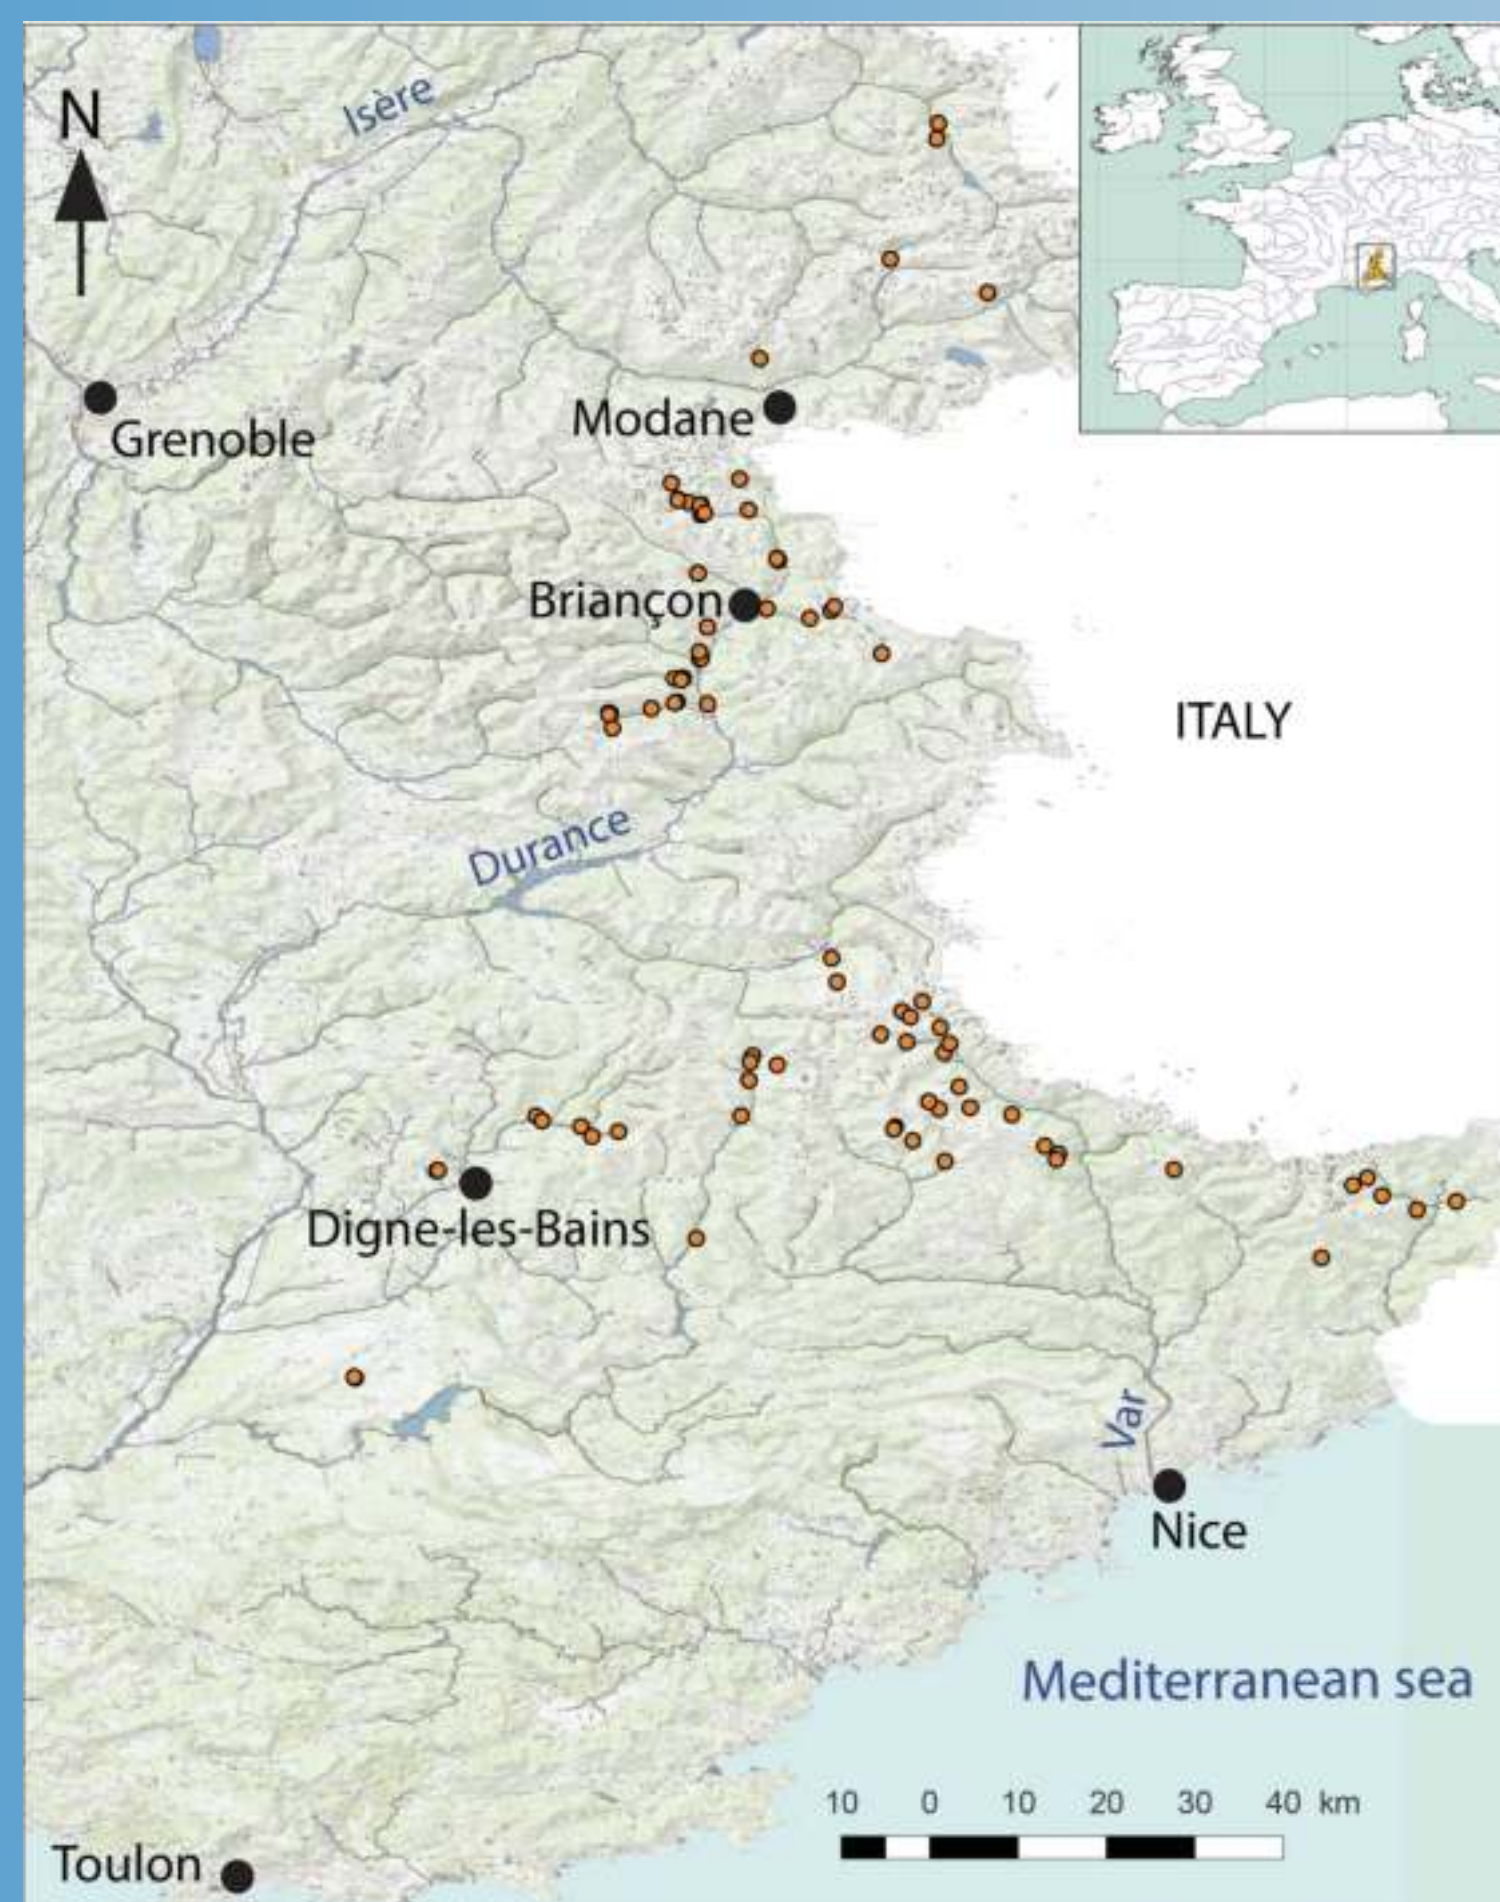 N
Isère
Grenoble
Modane
Briançon
ITALY
Durance
Digne-les-Bains
Var
Nice
Mediterranean sea
10 0 10 20 30 40 km
Toulon